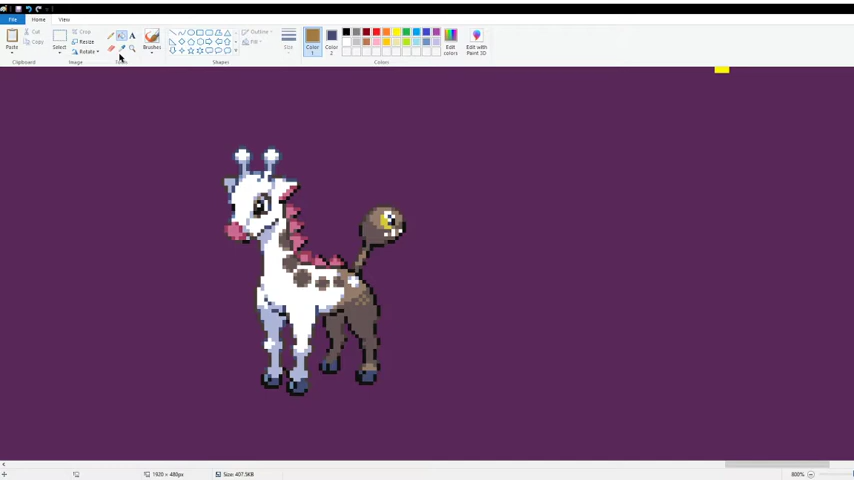 File Home View
Paste
Cut
Copy
Clipboard
Select
Crop
Resize
Rotate
Image
A
Tools
Brushes
Outline
Fill
Shapes
Size
Color 1
Color 2
Edit colors
Edit with Paint 3D
Colors
1920 × 480px
Size: 407.5KB
800%